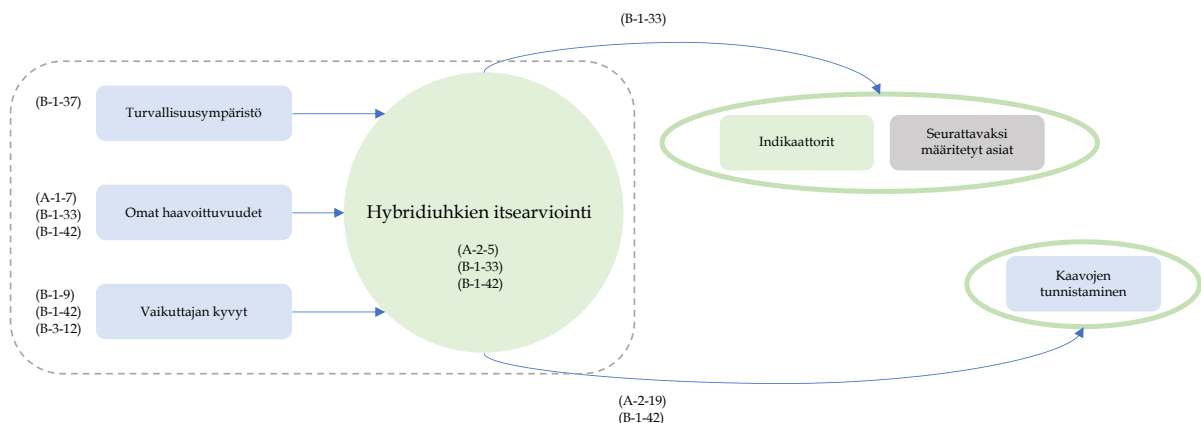 (B-1-33)
(B-1-37)
Turvallisuusympäristö
Indikaattorit
Seurattavaksi
määritetyt asiat
(A-1-7)
(B-1-33)
(B-1-42)
Omat haavoittuvuudet
Hybridiuhkien itsearviointi
(A-2-5)
(B-1-33)
(B-1-42)
Kaavojen
tunnistaminen
(B-1-9)
(B-1-42)
(B-3-12)
Vaikuttajan kyvyt
(A-2-19)
(B-1-42)